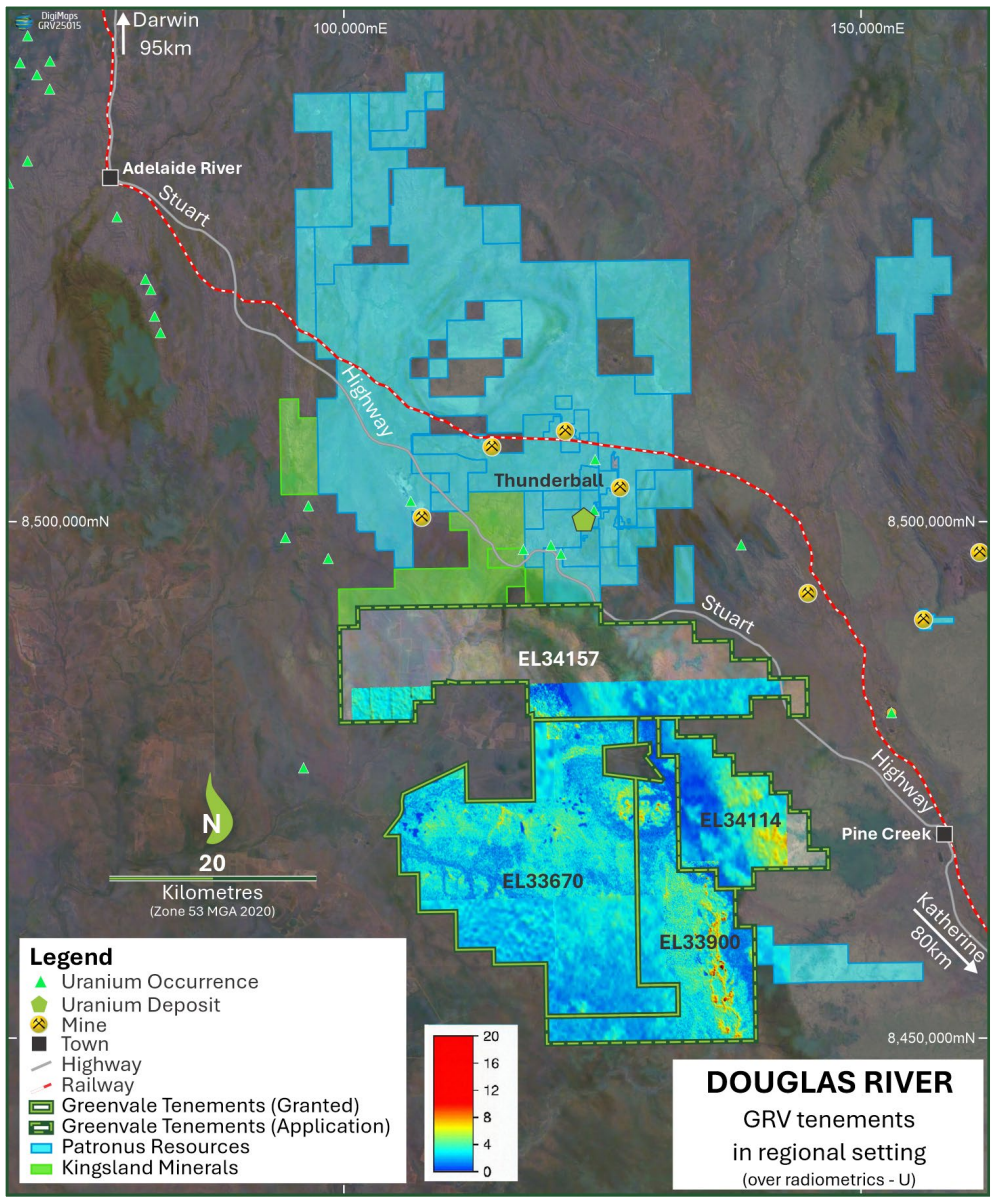 DigiMaps
GRV25015
Darwin
95km
100,000mE
150,000mE
Adelaide River
Stuart
Highway
Thunderball
8,500,000mN
8,500,000mN
Stuart
EL34157
Highway
N
20
Kilometres
(Zone 53 MGA 2020)
EL34114
Pine Creek
EL33670
EL33900
Katherine
80km
Legend
Uranium Occurrence
Uranium Deposit
Mine
Town
Highway
Railway
Greenvale Tenements (Granted)
Greenvale Tenements (Application)
Patronus Resources
Kingsland Minerals
20
16
12
8
4
0
8,450,000mN
DOUGLAS RIVER
GRV tenements
in regional setting
(over radiometrics - U)